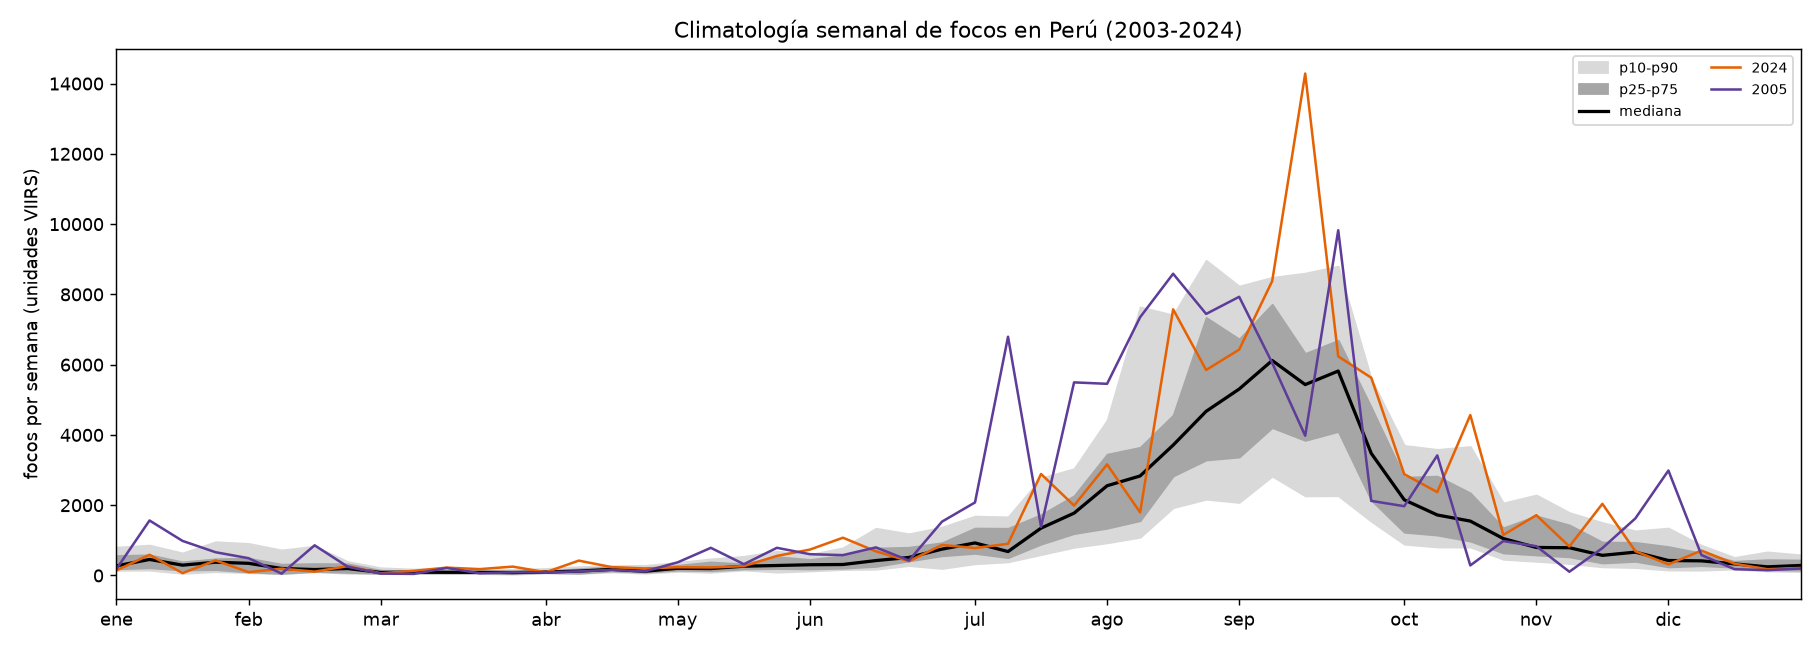 Climatología semanal de focos en Perú (2003-2024)
focos por semana (unidades VIIRS)
14000
12000
10000
8000
6000
4000
2000
0
p10-p90
p25-p75
mediana
2024
2005
ene feb mar abr may jun jul ago sep oct nov dic